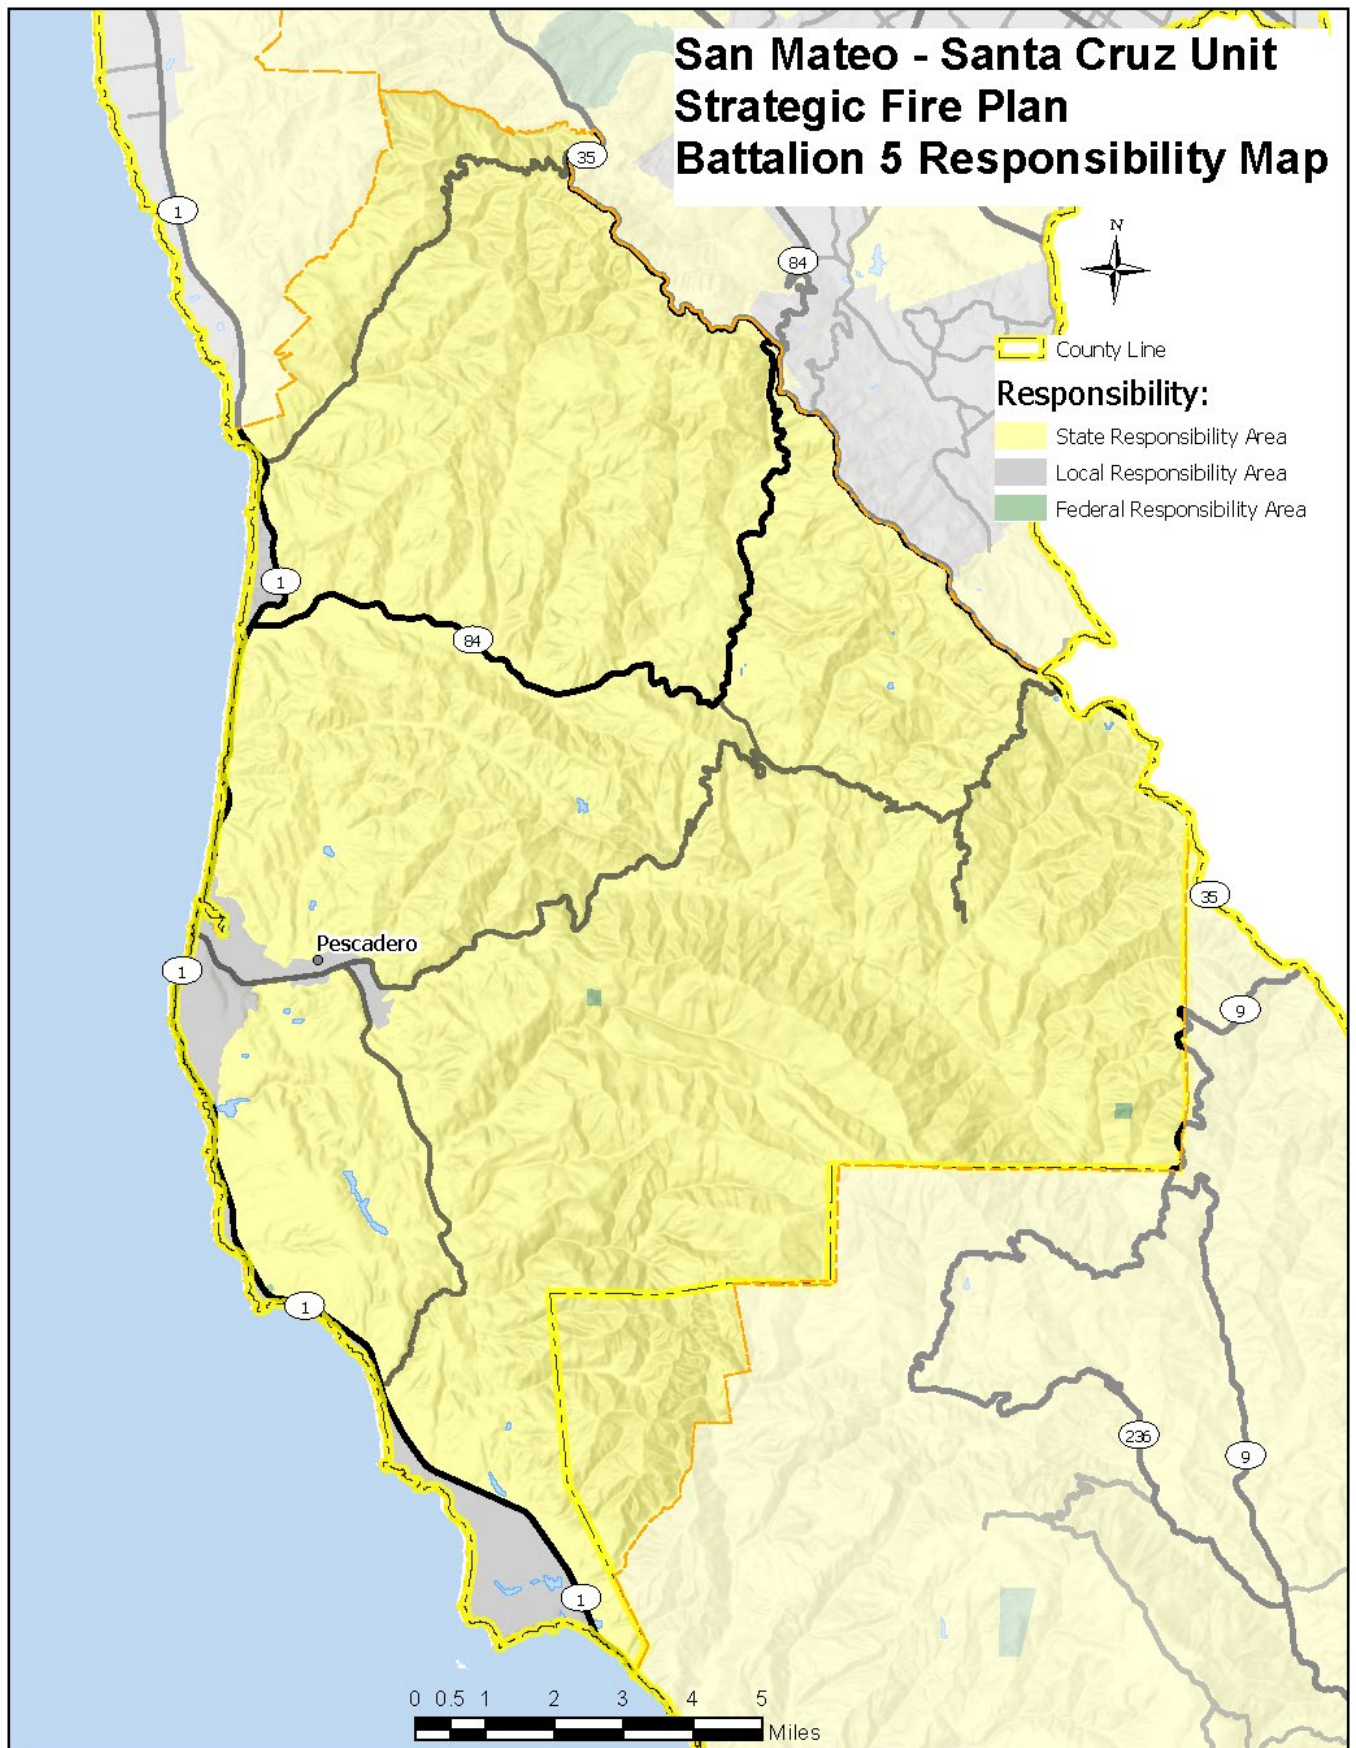 San Mateo - Santa Cruz Unit
Strategic Fire Plan
Battalion 5 Responsibility Map
35
1
N
84
County Line
Responsibility:
State Responsibility Area
Local Responsibility Area
Federal Responsibility Area
1
84
35
Pescadero
1
9
1
236
9
1
0 0.5 1 2 3 4 5
Miles